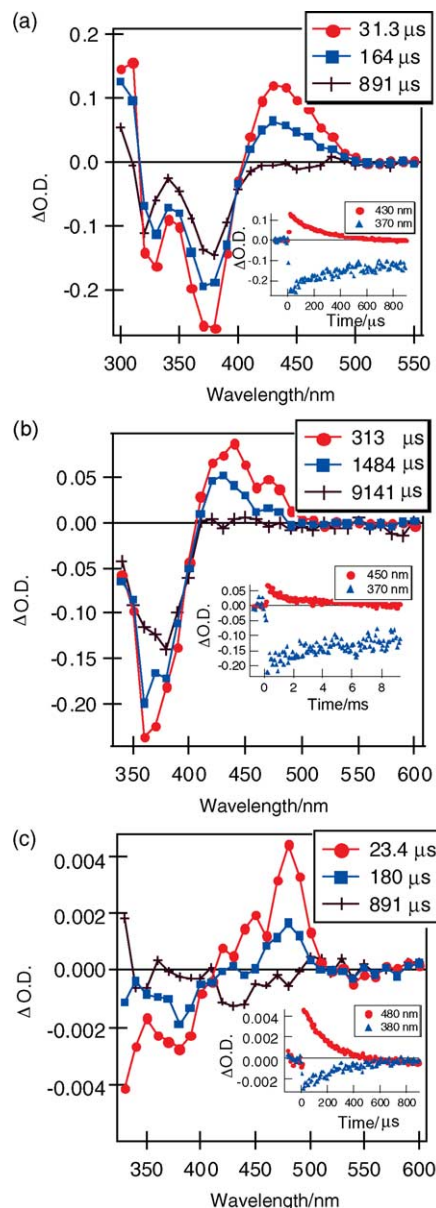 (a)
31.3 μs
164 μs
891 μs
0.2
0.1
0.0
-0.1
-0.2
Δ O.D.
430 nm
370 nm
0.1
0.0
-0.1
-0.2
Δ O.D.
0 200 400 600 800
Time/μs
300 350 400 450 500 550
Wavelength/nm
(b)
313 μs
1484 μs
9141 μs
0.05
0.00
-0.05
-0.10
-0.15
-0.20
Δ O.D.
450 nm
370 nm
0.05
0.00
-0.05
-0.10
-0.15
-0.20
Δ O.D.
0 2 4 6 8
Time/ms
350 400 450 500 550 600
Wavelength/nm
(c)
23.4 μs
180 μs
891 μs
0.004
0.002
0.000
-0.002
-0.004
Δ O.D.
480 nm
380 nm
0.004
0.002
0.000
-0.002
Δ O.D.
0 200 400 600 800
Time/μs
350 400 450 500 550 600
Wavelength/nm